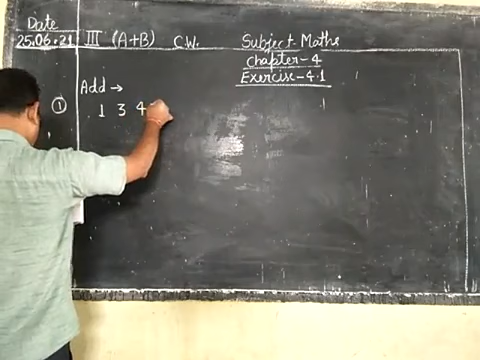 Date
25.06.21 III (A+B) C.W. Subject-Maths
Chapter-4
Exercise-4.1
Add →
① 1 3 4